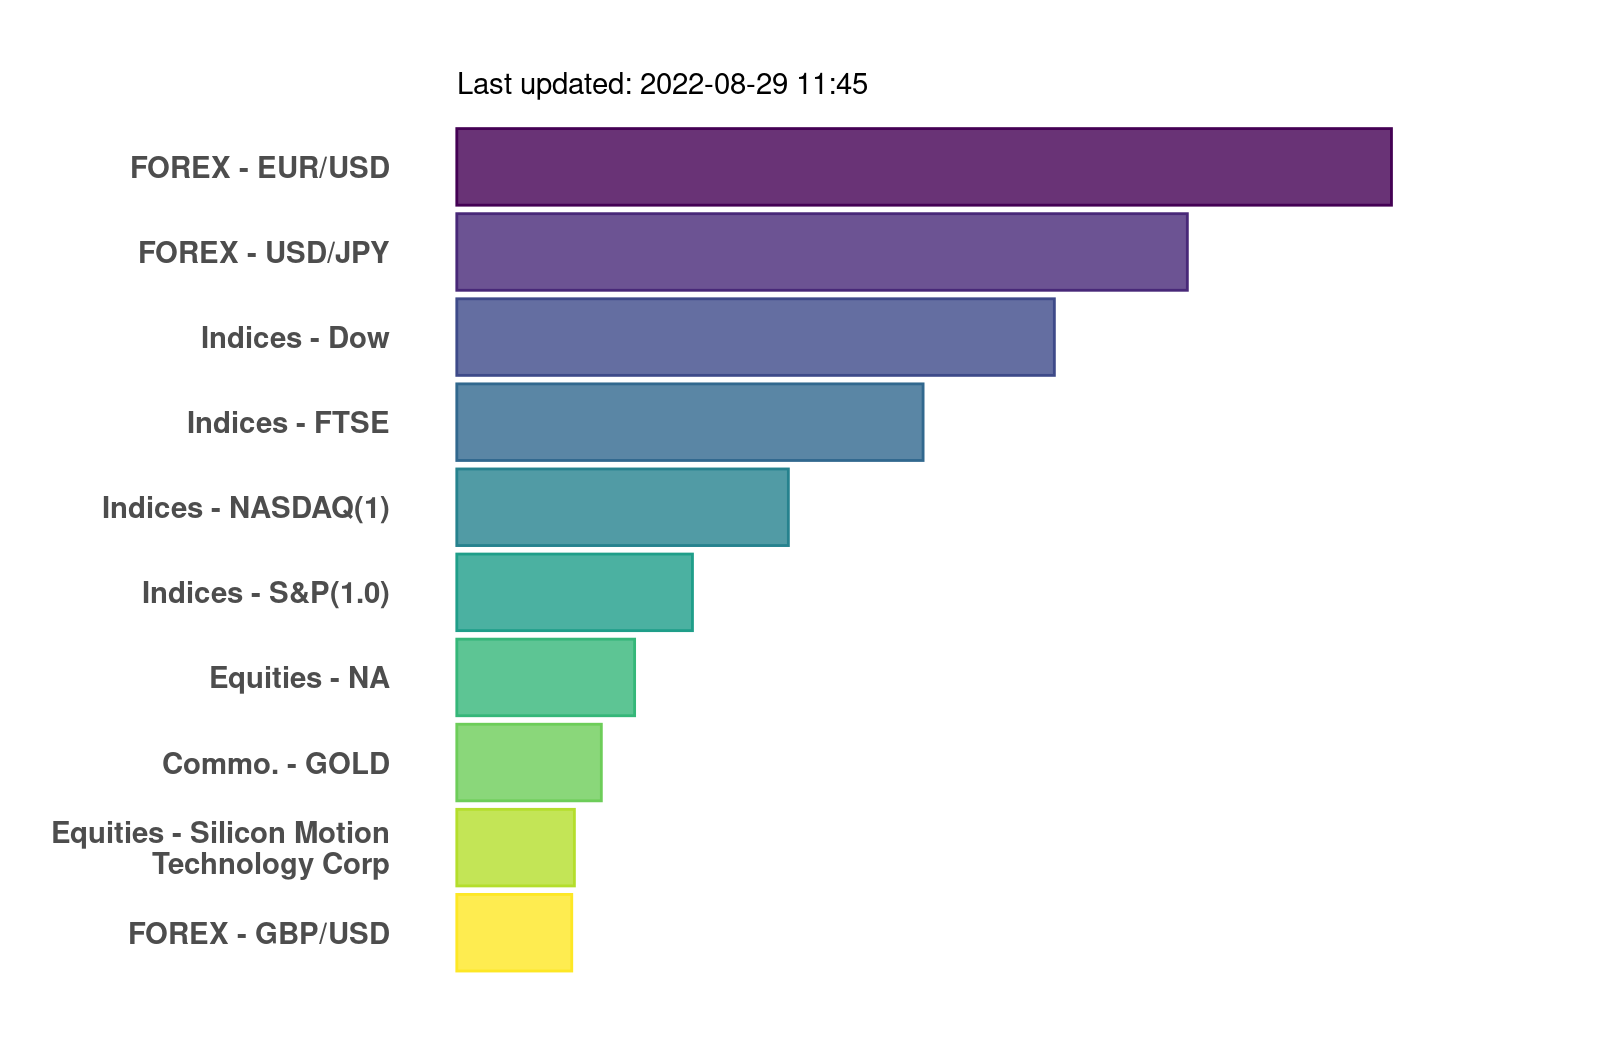 Last updated: 2022-08-29 11:45
FOREX - EUR/USD
FOREX - USD/JPY
Indices - Dow
Indices - FTSE
Indices - NASDAQ(1)
Indices - S&P(1.0)
Equities - NA
Commo. - GOLD
Equities - Silicon Motion
Technology Corp
FOREX - GBP/USD